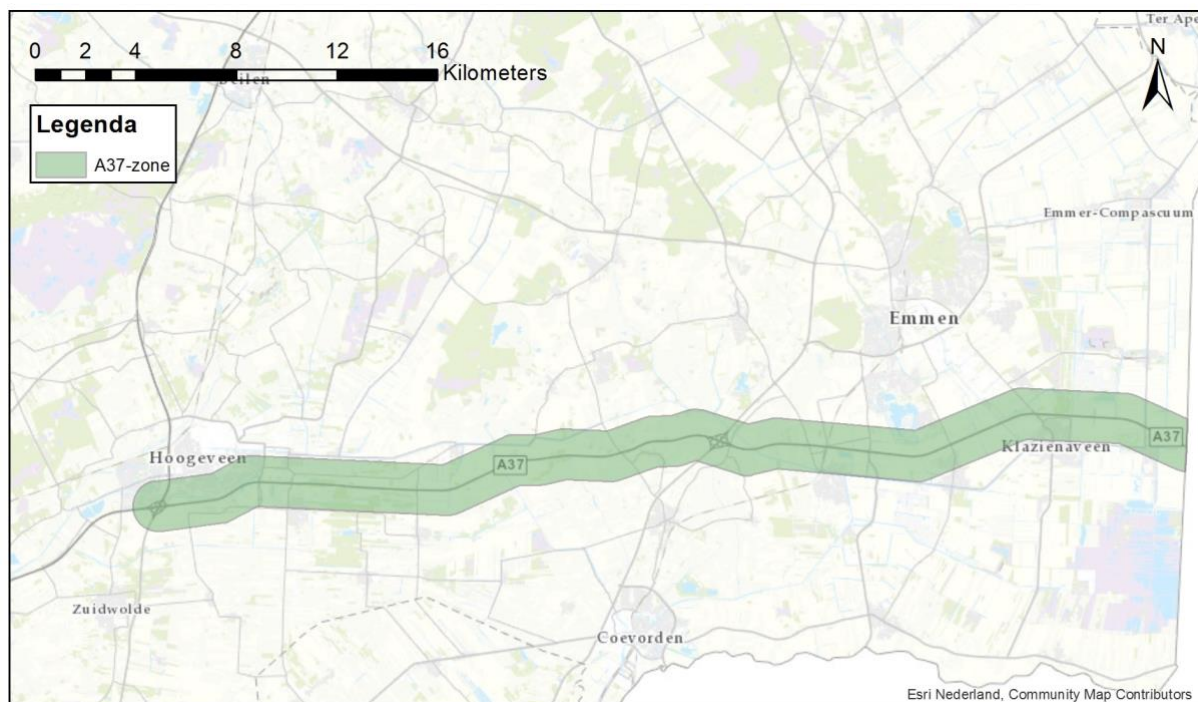 Ter Ape
0 2 4 8 12 16
Kilometers
Beilen
N
Legenda
A37-zone
Emmer-Compascuum
Emmen
Hoogeveen
A37
Klazienaveen
A37
Zuidwolde
Coevorden
Esri Nederland, Community Map Contributors